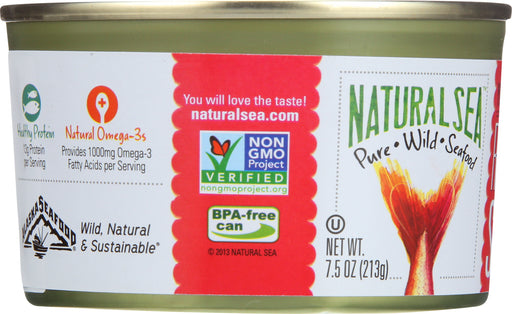 Healthy Protein
Protein
per Serving
Natural Omega-3s
Provides 1000mg Omega-3
Fatty Acids per Serving
ALASKA SEAFOOD
Wild, Natural
& Sustainable®
You will love the taste!
naturalsea.com
NON
GMO
Project
VERIFIED
nongmoproject.org
BPA-free
can
© 2013 NATURAL SEA
NATURAL SEA™
Pure • Wild • Seafood
U
NET WT.
7.5 OZ (213g)